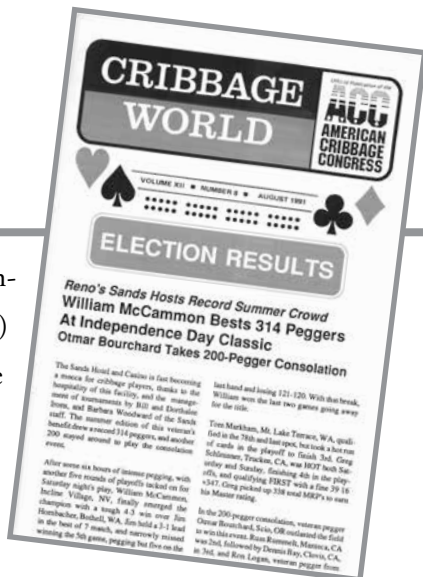 CRIBBAGE
WORLD
Official Publication of the
ACC
AMERICAN
CRIBBAGE
CONGRESS
VOLUME XII ■ NUMBER 8 ■ AUGUST 1991
ELECTION RESULTS
Reno's Sands Hosts Record Summer Crowd
William McCammon Bests 314 Peggers
At Independence Day Classic
Otmar Bourchard Takes 200-Pegger Consolation
The Sands Hotel and Casino is fast becoming
a mecca for cribbage players, thanks to the
hospitality of this facility, and the manage-
ment of tournaments by Bill and Dorthalee
Irons, and Barbara Woodward of the Sands
staff. The summer edition of this veteran's
benefit drew a record 314 peggers, and another
200 stayed around to play the consolation
event.
After some six hours of intense pegging, with
another five rounds of playoffs tacked on for
Saturday night's play, William McCammon,
Incline Village, NV, finally emerged the
champion with a tough 4-3 win over Jim
Hornbacher, Bothell, WA. Jim held a 3-1 lead
in the best of 7 match, and narrowly missed
winning the 5th game, pegging but five on the
last hand and losing 121-120. With that break,
William won the last two games going away
for the title.
Tom Markham, Mt. Lake Terrace, WA, quali-
fied in the 78th and last spot, but took a hot run
of cards in the playoff to finish 3rd. Greg
Schlesener, Truckee, CA, was HOT both Sat-
urday and Sunday, finishing 4th in the play-
offs, and qualifying FIRST with a fine 39 16
+347. Greg picked up 338 total MRP's to earn
his Master rating.
In the 200 pegger consolation, veteran pegger
Otmar Bourchard, Scio, OR outlasted the field
to win this event. Russ Rummelt, Manteca, CA
was 2nd, followed by Dennis Bay, Clovis, CA,
in 3rd, and Ron Logan, veteran pegger from
n-
)